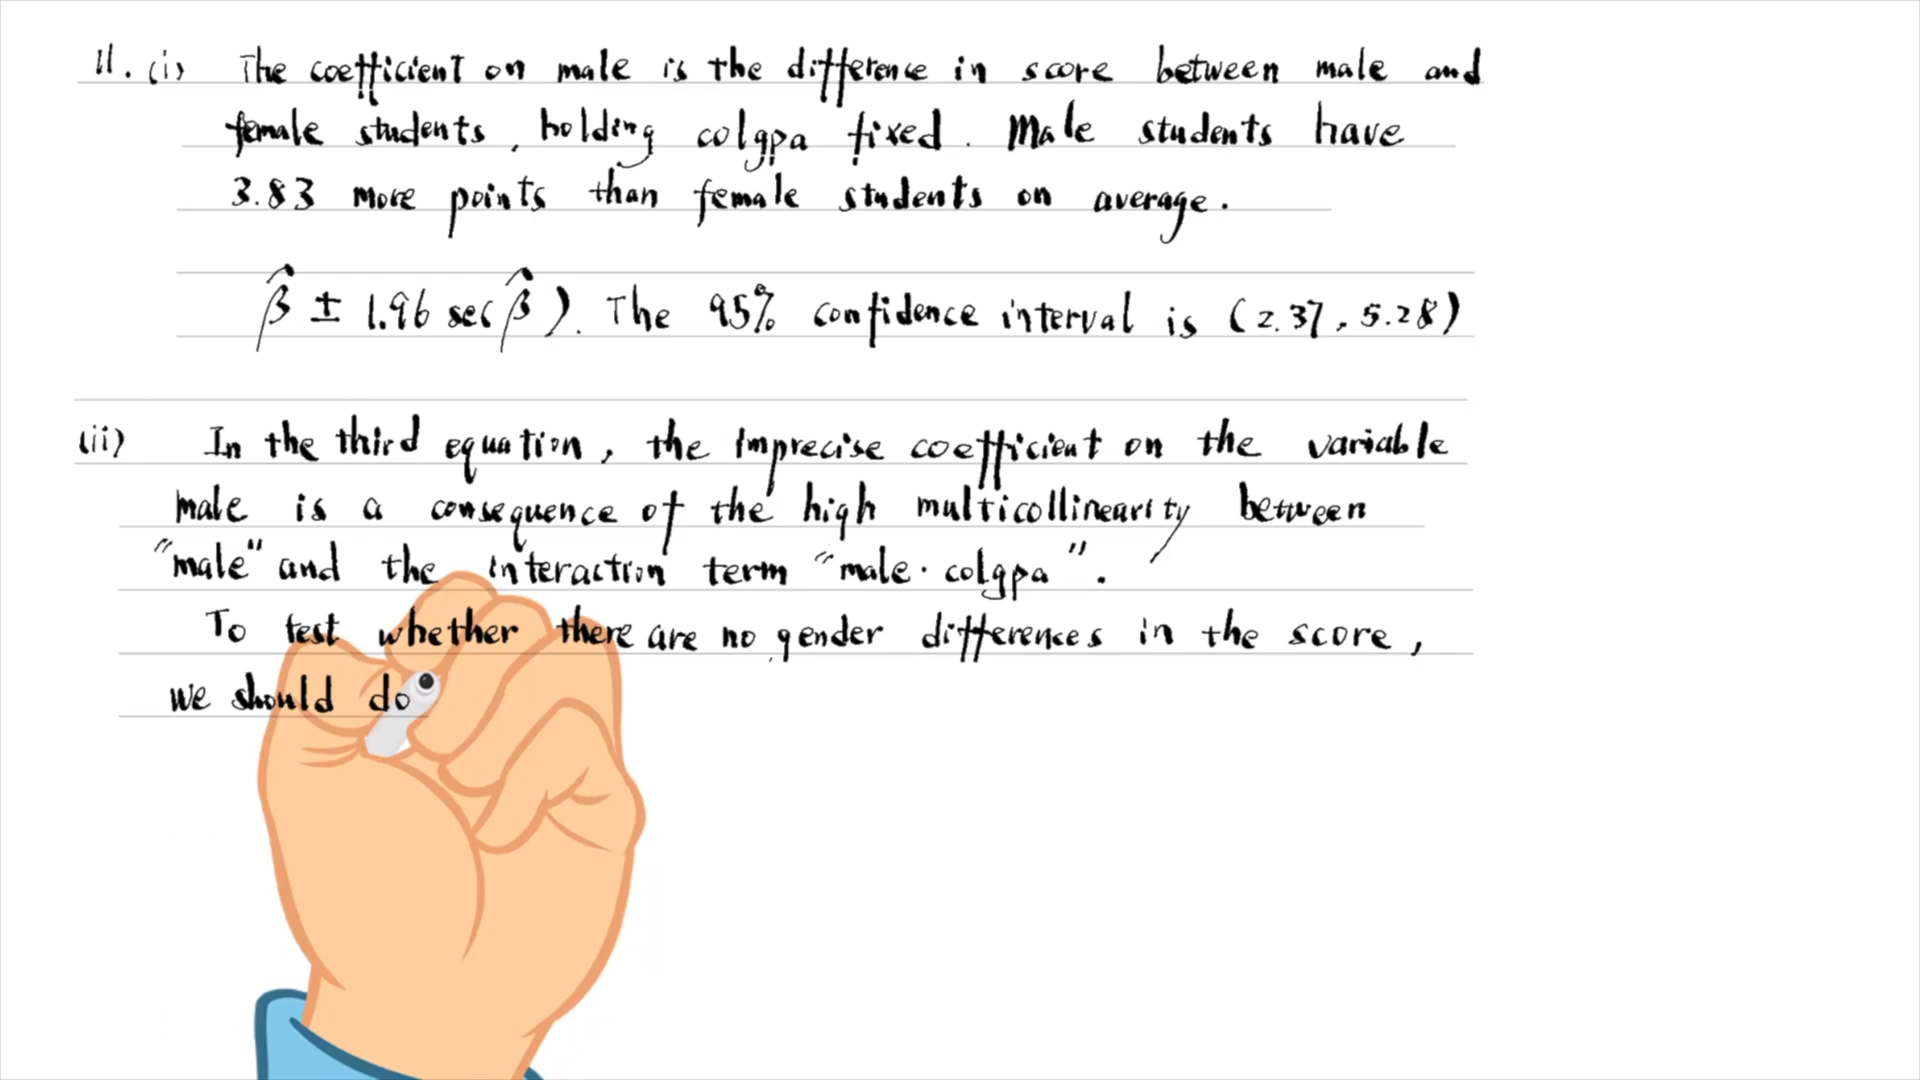 11. (i) The coefficient on male is the difference in score between male and
female students, holding colgpa fixed. Male students have
3.83 more points than female students on average.
β̂ ± 1.96 se(β̂). The 95% confidence interval is (2.37, 5.28)
(ii) In the third equation, the imprecise coefficient on the variable
male is a consequence of the high multicollinearity between
"male" and the interaction term "male · colgpa".
To test whether there are no gender differences in the score,
we should do